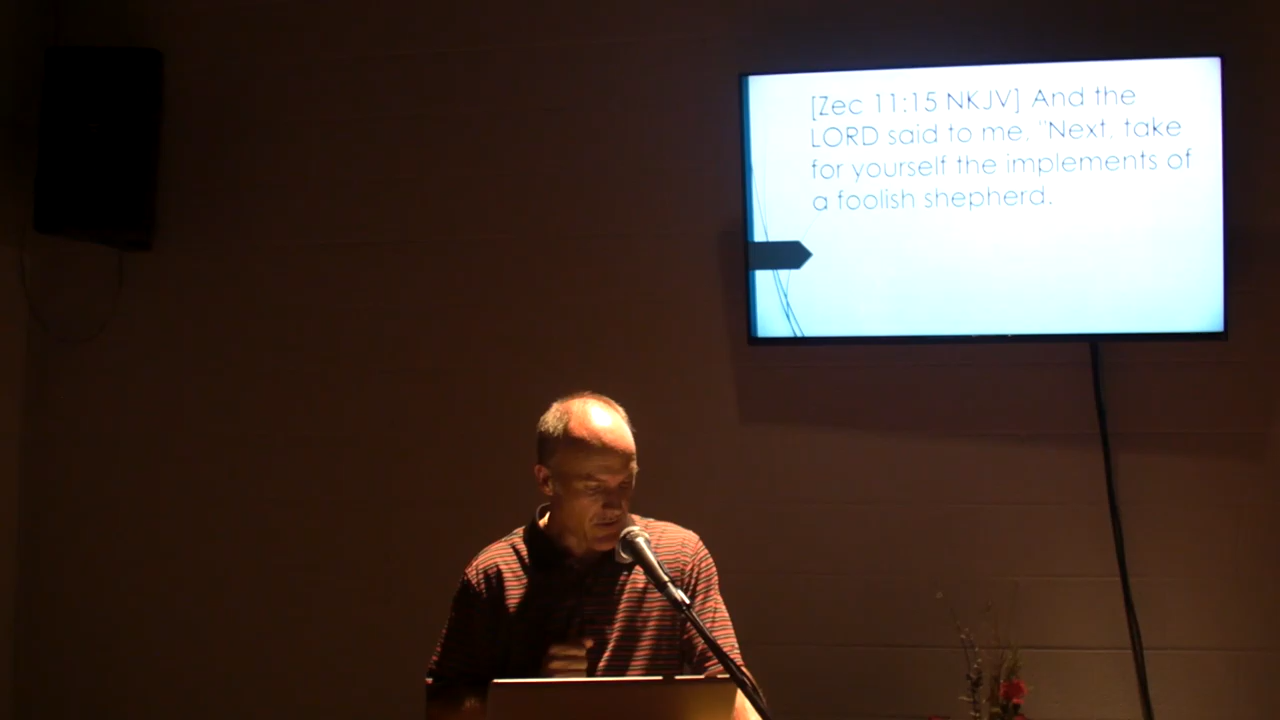 [Zec 11:15 NKJV] And the
LORD said to me, "Next, take
for yourself the implements of
a foolish shepherd.